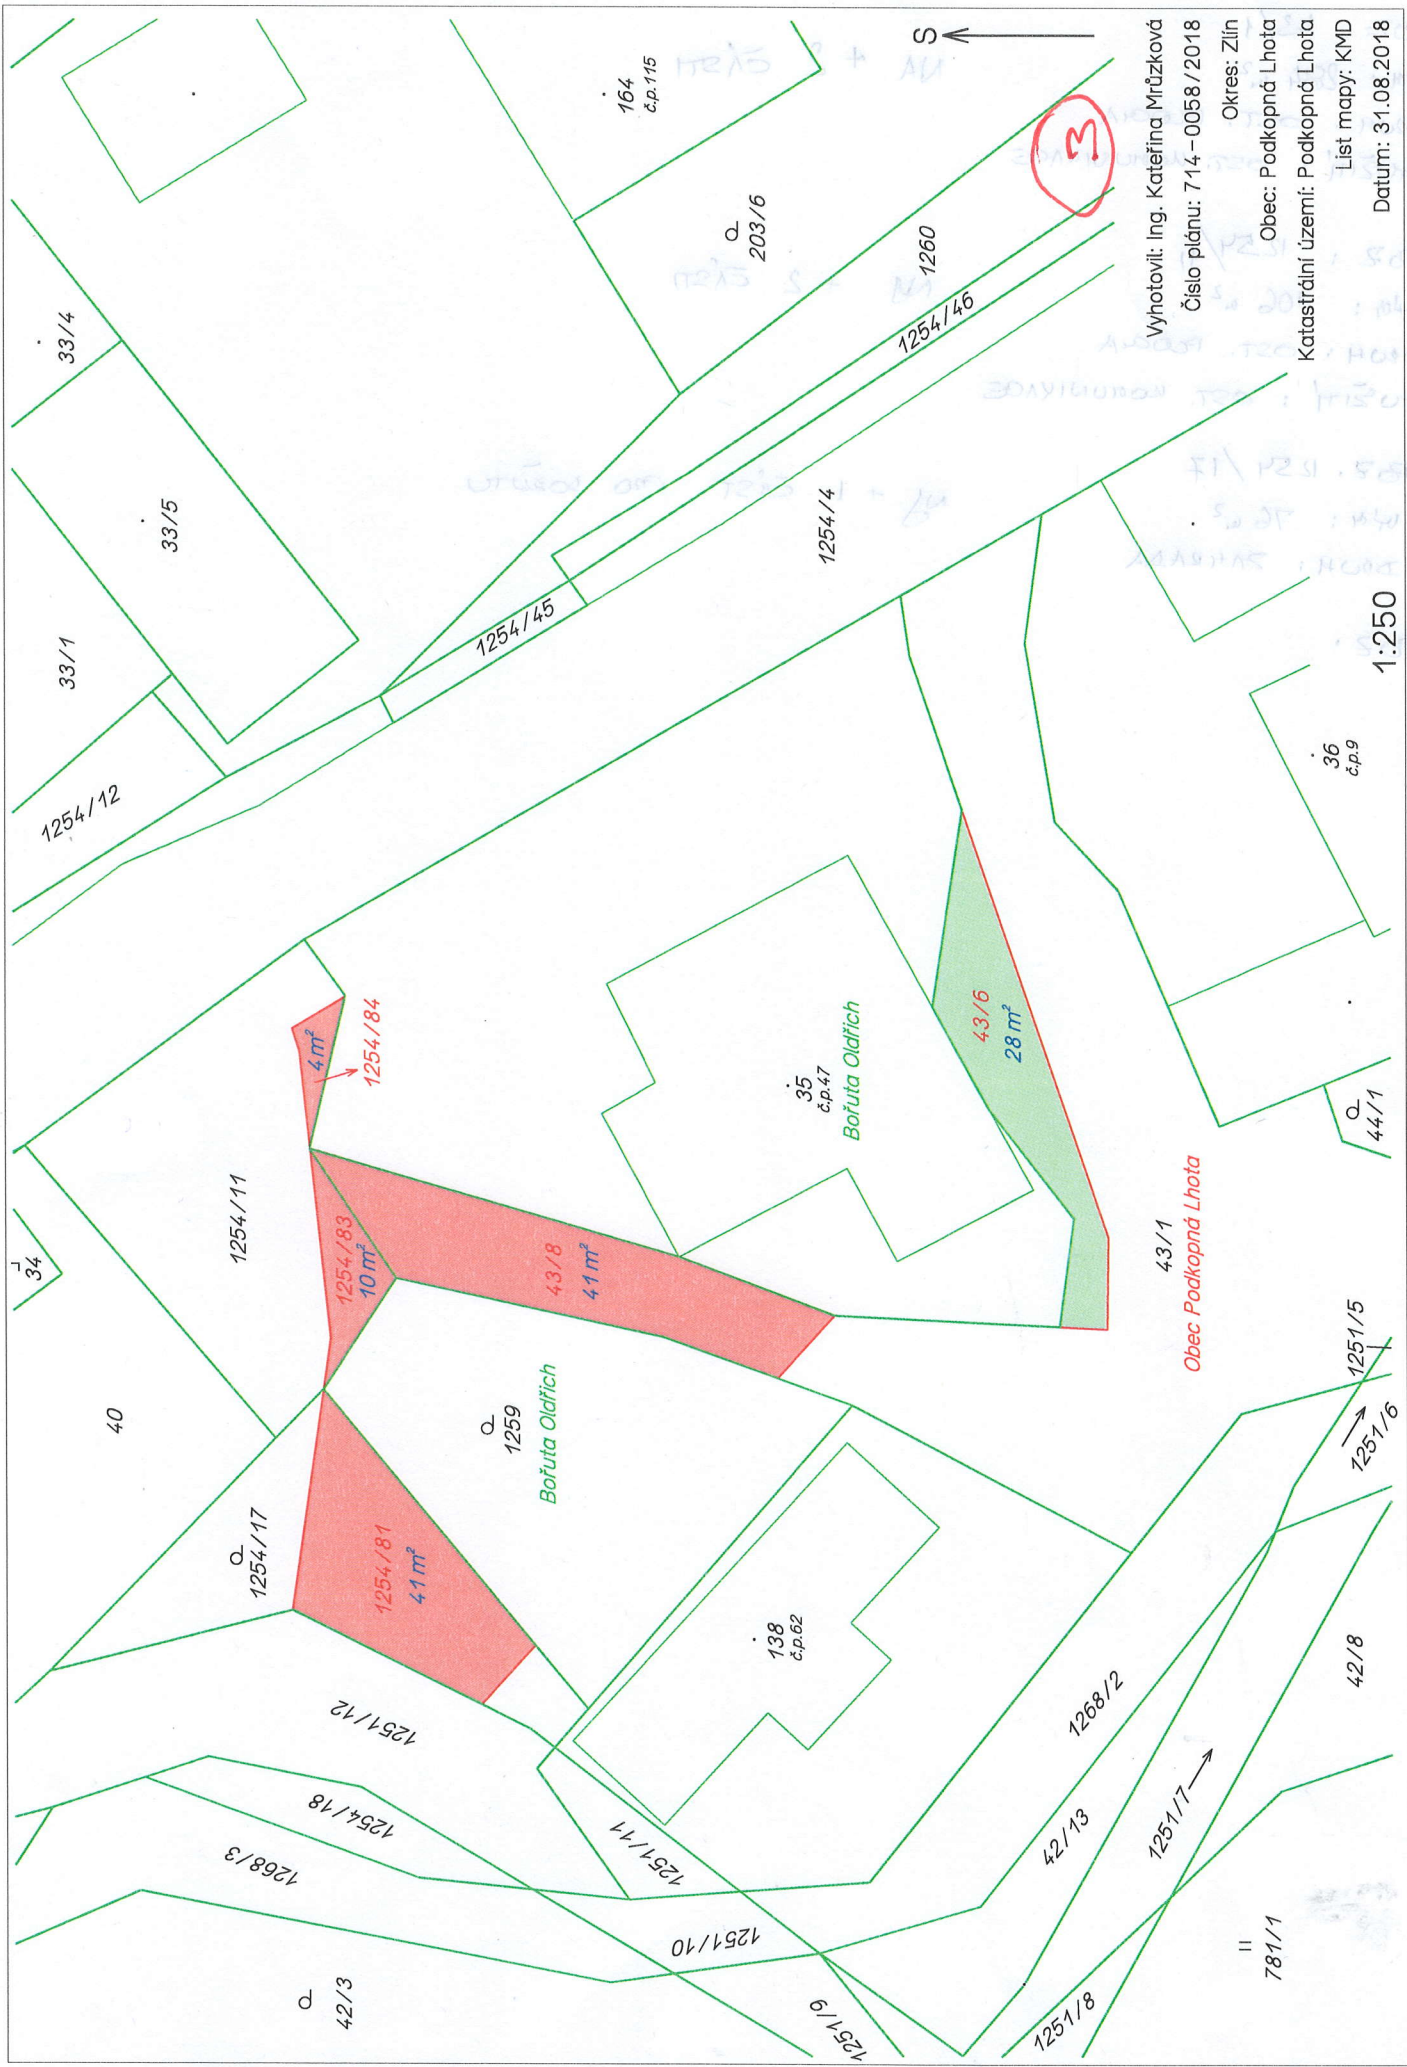 S
3
Vyhotovil: Ing. Kateřina Mrůzková
Číslo plánu: 714-0058/2018
Okres: Zlín
Obec: Podkopná Lhota
Katastrální území: Podkopná Lhota
List mapy: KMD
Datum: 31.08.2018
1:250
33/4
33/1
33/5
164
č.p.115
203/6
1260
1254/46
1254/45
1254/4
1254/12
36
č.p.9
34
1254/11
4 m²
1254/84
35
č.p.47
Bořuta Oldřich
43/6
28 m²
44/1
1254/83
10 m²
43/8
41 m²
43/1
Obec Podkopná Lhota
40
1254/17
1254/81
41 m²
1259
Bořuta Oldřich
1251/5
1251/6
138
č.p.62
42/8
1251/12
1254/18
1268/3
1251/11
1268/2
42/13
1251/7
1251/10
42/3
1251/9
1251/8
781/1